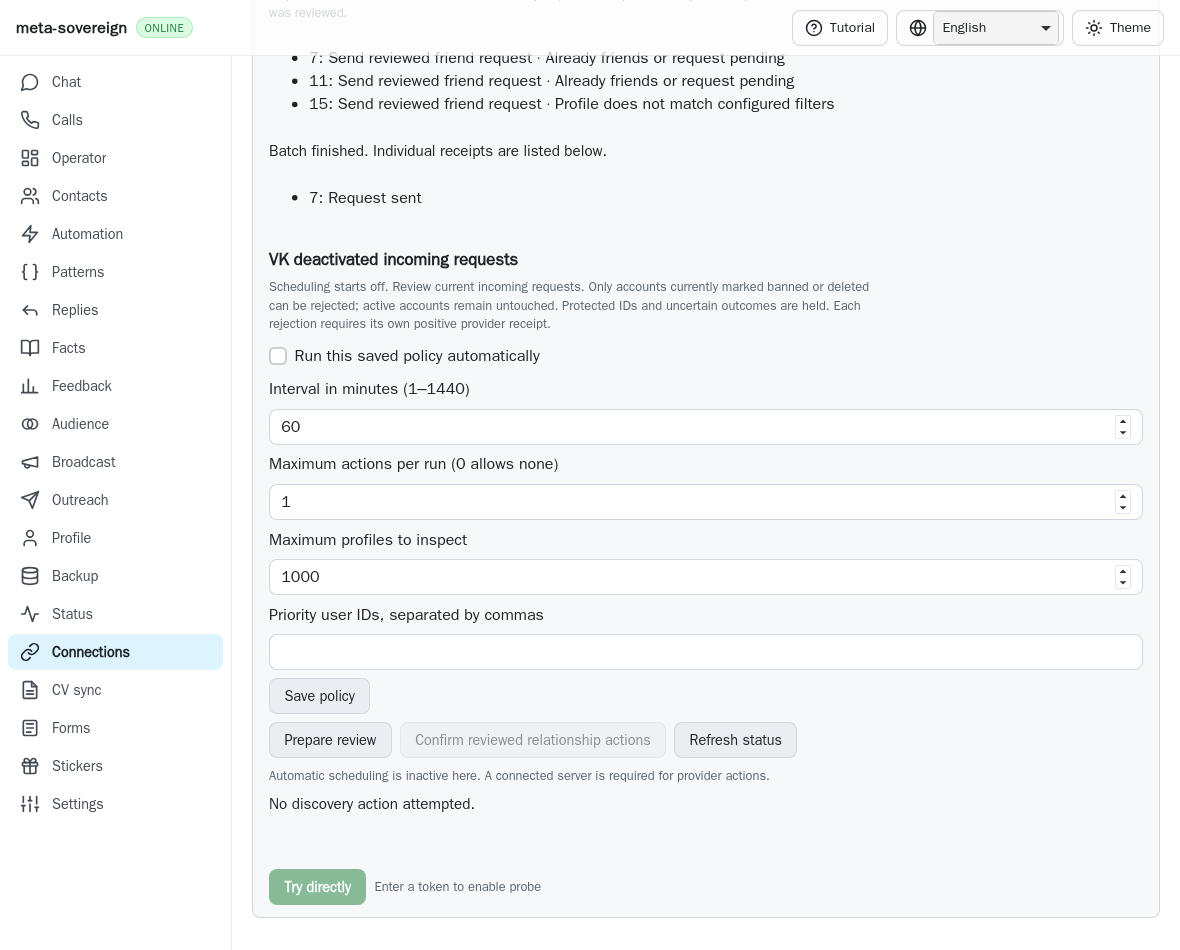 meta-sovereign
ONLINE
was reviewed.
Tutorial
English
Theme
Chat
Calls
Operator
Contacts
Automation
Patterns
Replies
Facts
Feedback
Audience
Broadcast
Outreach
Profile
Backup
Status
Connections
CV sync
Forms
Stickers
Settings
7: Send reviewed friend request · Already friends or request pending
11: Send reviewed friend request · Already friends or request pending
15: Send reviewed friend request · Profile does not match configured filters
Batch finished. Individual receipts are listed below.
7: Request sent
VK deactivated incoming requests
Scheduling starts off. Review current incoming requests. Only accounts currently marked banned or deleted
can be rejected; active accounts remain untouched. Protected IDs and uncertain outcomes are held. Each
rejection requires its own positive provider receipt.
Run this saved policy automatically
Interval in minutes (1–1440)
60
Maximum actions per run (0 allows none)
1
Maximum profiles to inspect
1000
Priority user IDs, separated by commas
Save policy
Prepare review
Confirm reviewed relationship actions
Refresh status
Automatic scheduling is inactive here. A connected server is required for provider actions.
No discovery action attempted.
Try directly
Enter a token to enable probe